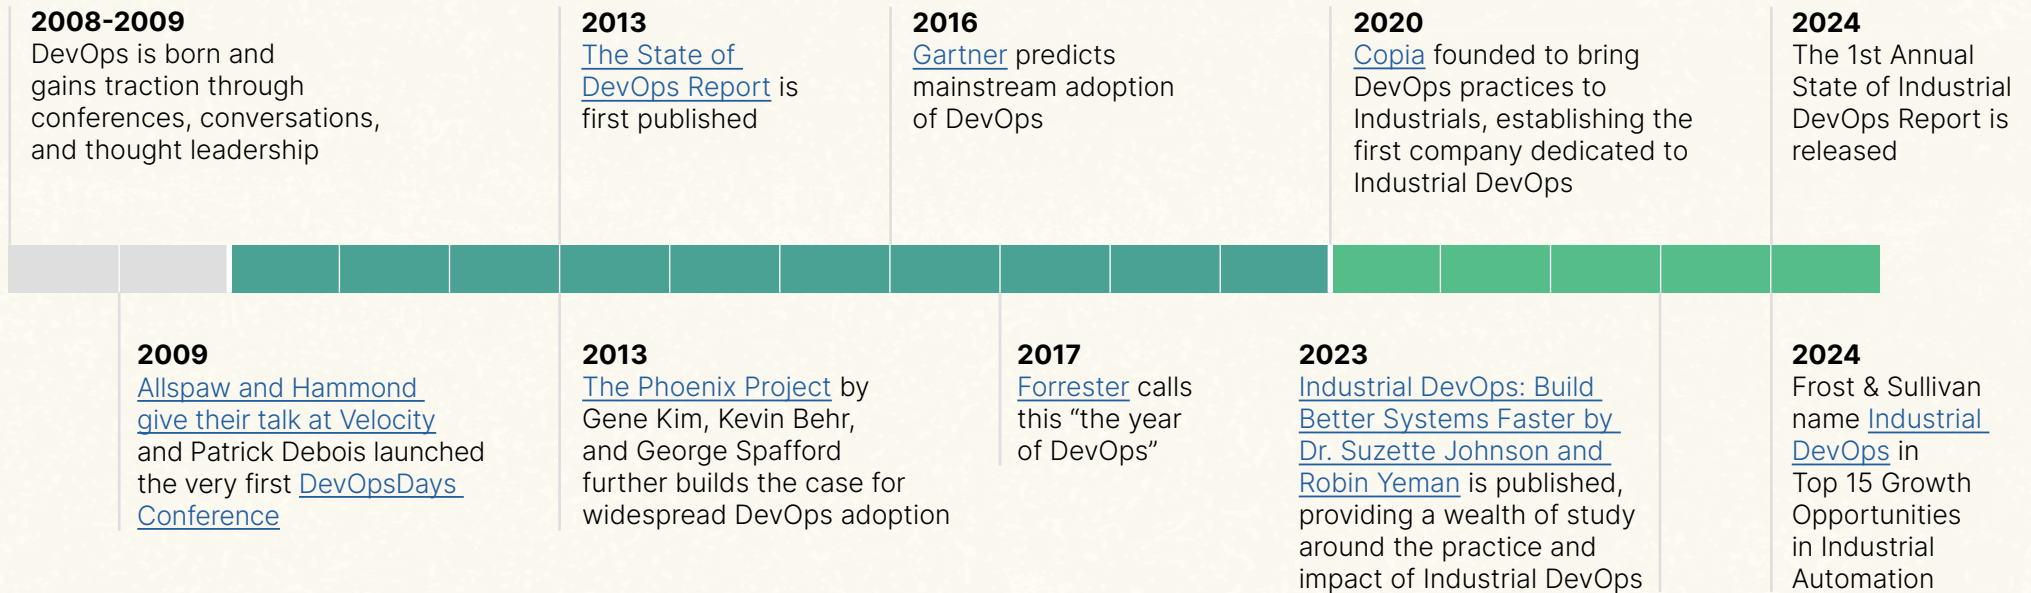 2008-2009
DevOps is born and
gains traction through
conferences, conversations,
and thought leadership
2013
The State of
DevOps Report is
first published
2016
Gartner predicts
mainstream adoption
of DevOps
2020
Copia founded to bring
DevOps practices to
Industrials, establishing the
first company dedicated to
Industrial DevOps
2024
The 1st Annual
State of Industrial
DevOps Report is
released
2009
Allspaw and Hammond
give their talk at Velocity
and Patrick Debois launched
the very first DevOpsDays
Conference
2013
The Phoenix Project by
Gene Kim, Kevin Behr,
and George Spafford
further builds the case for
widespread DevOps adoption
2017
Forrester calls
this “the year
of DevOps”
2023
Industrial DevOps: Build
Better Systems Faster by
Dr. Suzette Johnson and
Robin Yeman is published,
providing a wealth of study
around the practice and
impact of Industrial DevOps
2024
Frost & Sullivan
name Industrial
DevOps in
Top 15 Growth
Opportunities
in Industrial
Automation